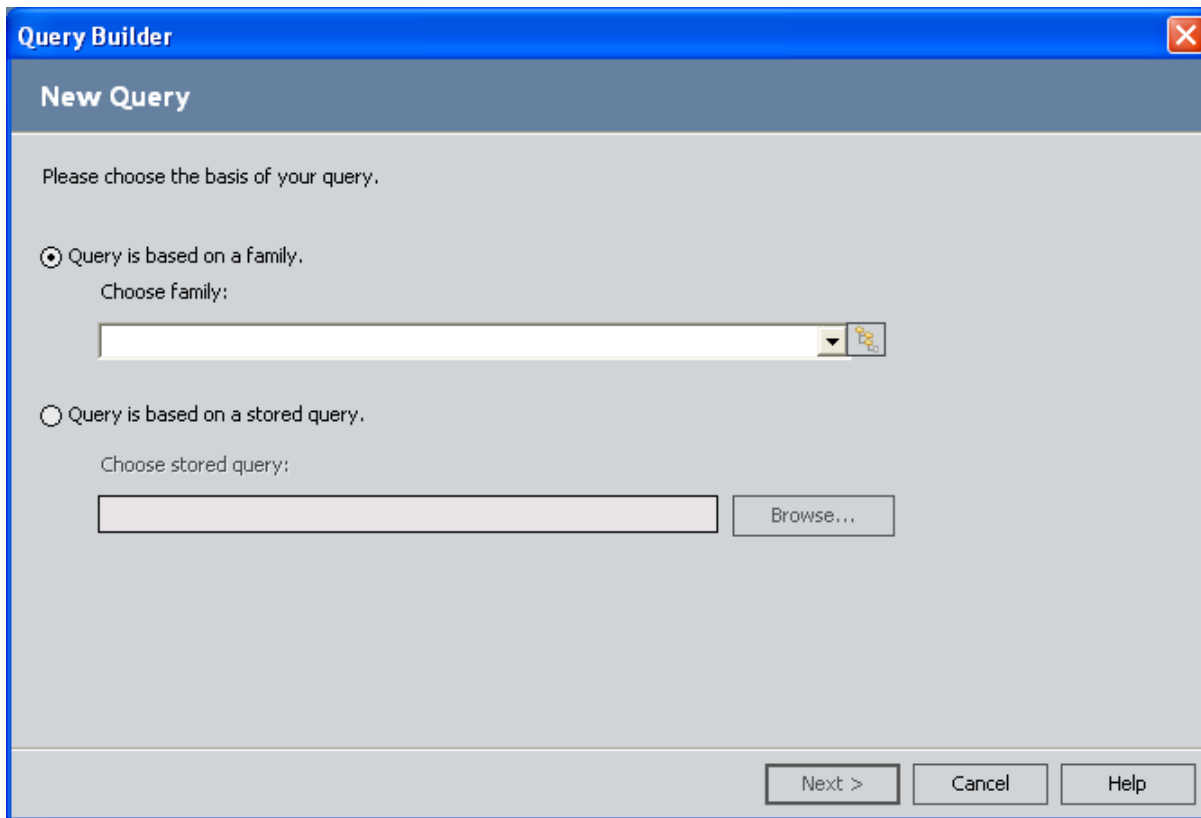 Query Builder
New Query
Please choose the basis of your query.
Query is based on a family.
Choose family:
Query is based on a stored query.
Choose stored query:
Browse...
Next >
Cancel
Help